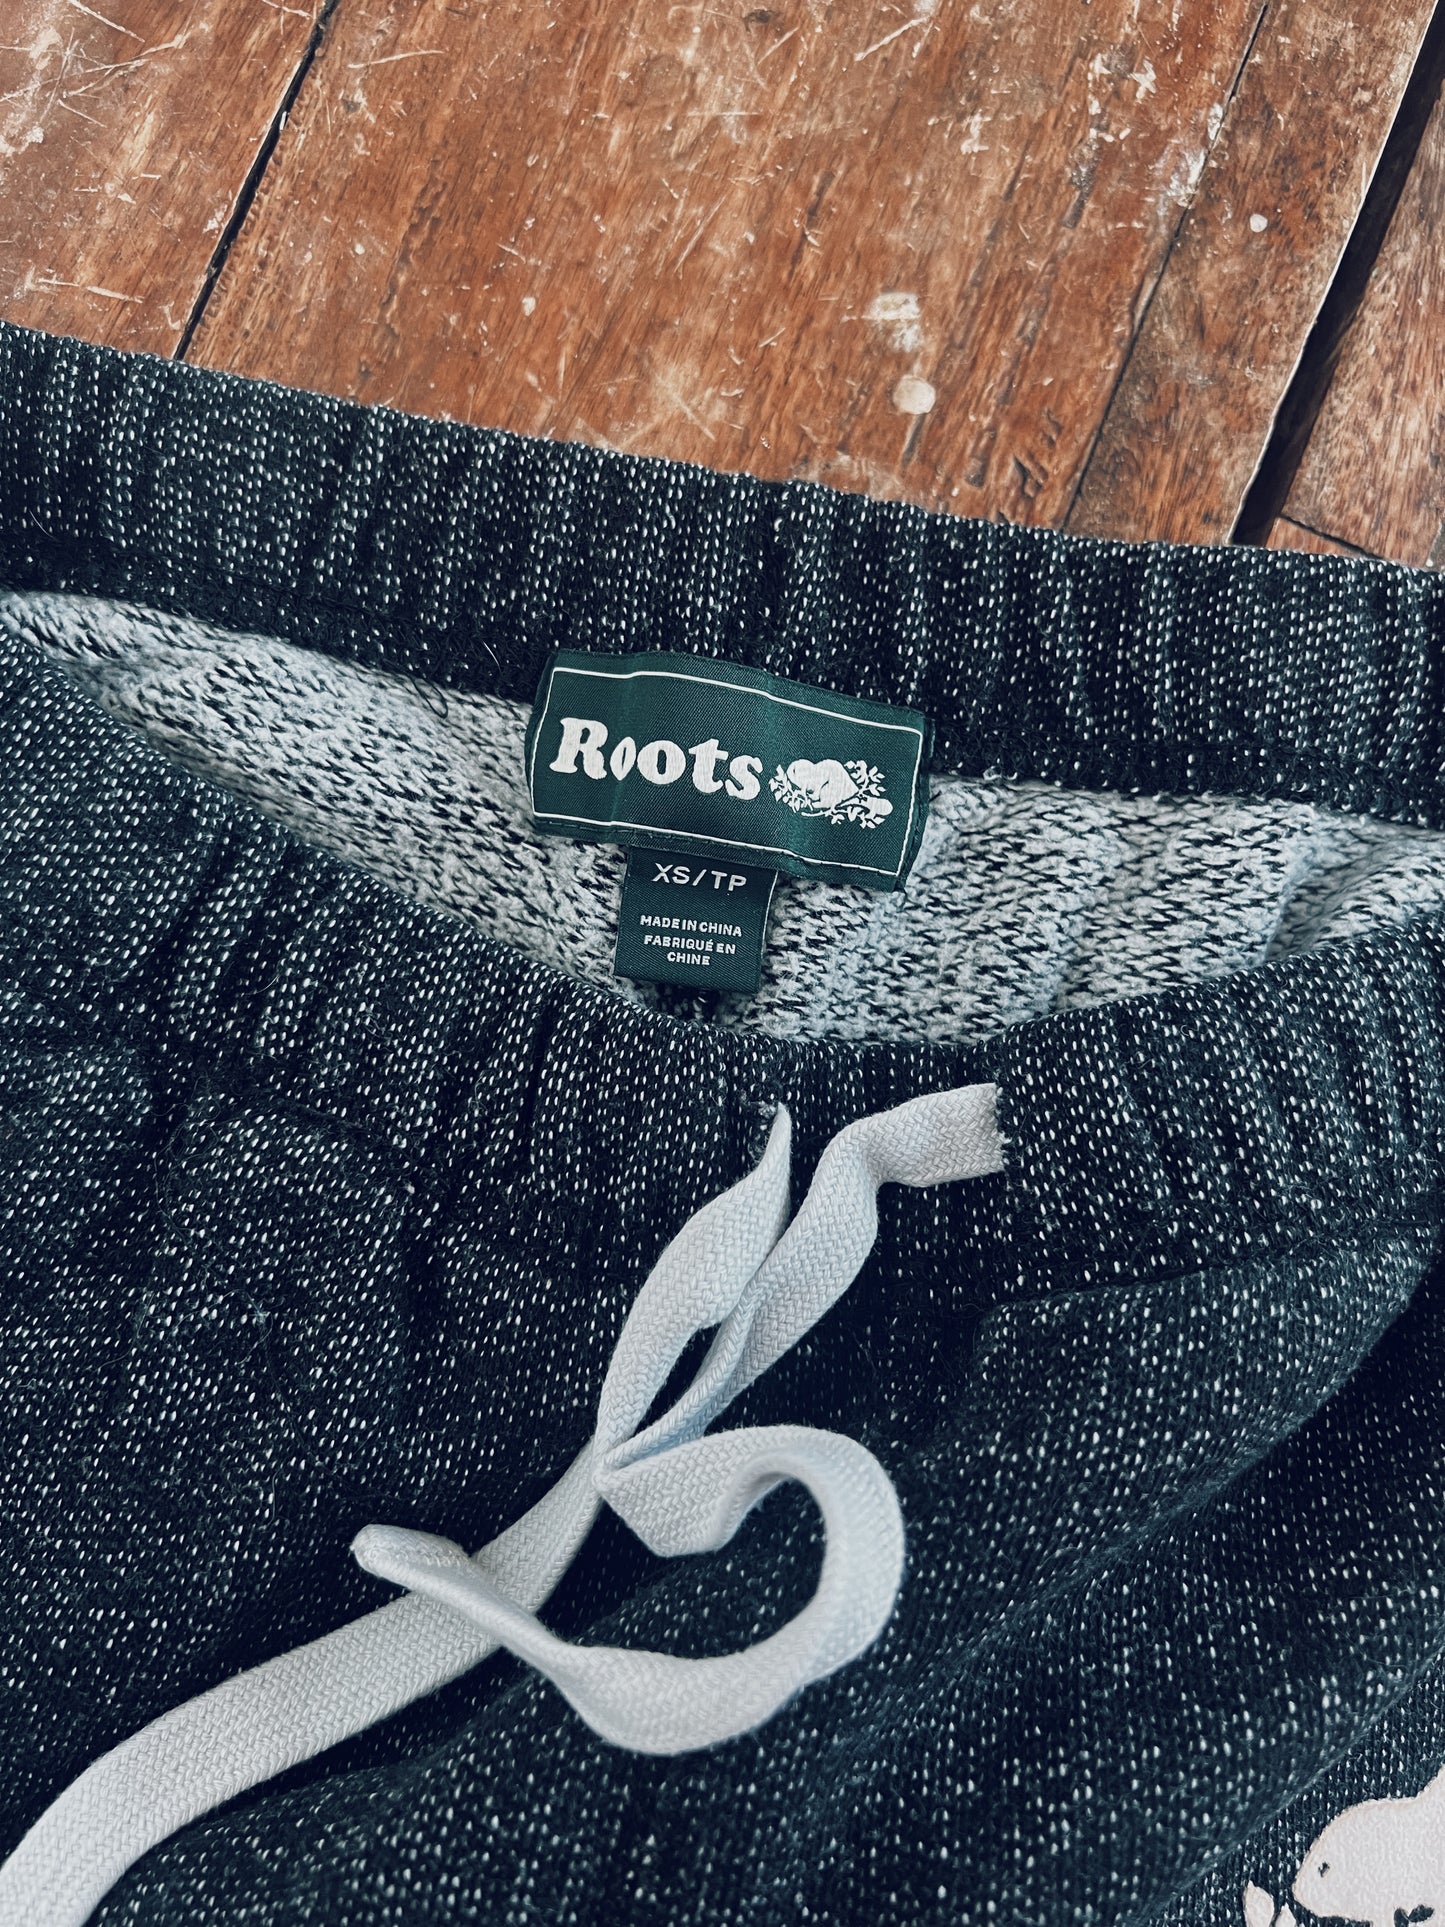 Roots
XS/TP
MADE IN CHINA
FABRIQUÉ EN
CHINE